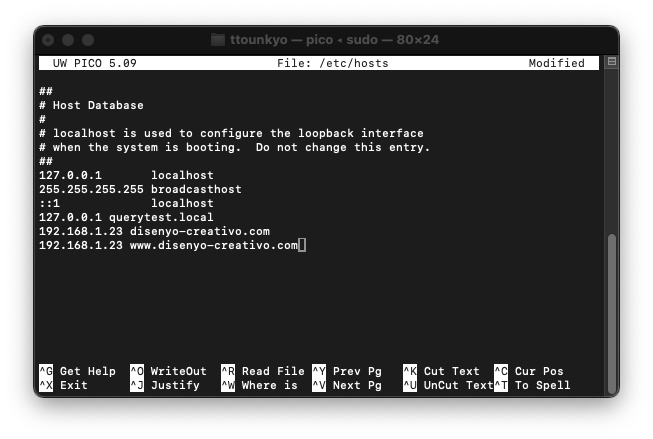 ttounkyo — pico ◂ sudo — 80×24
UW PICO 5.09 File: /etc/hosts Modified
##
# Host Database
#
# localhost is used to configure the loopback interface
# when the system is booting.  Do not change this entry.
##
127.0.0.1       localhost
255.255.255.255 broadcasthost
::1             localhost
127.0.0.1 querytest.local
192.168.1.23 disenyo-creativo.com
192.168.1.23 www.disenyo-creativo.com
^G Get Help  ^O WriteOut  ^R Read File ^Y Prev Pg   ^K Cut Text  ^C Cur Pos
^X Exit      ^J Justify   ^W Where is  ^V Next Pg   ^U UnCut Text^T To Spell